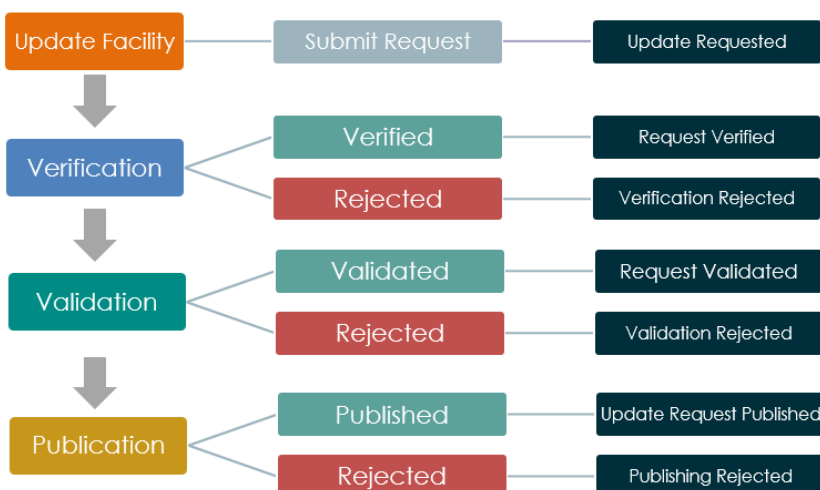 Update Facility
Submit Request
Update Requested
Verification
Verified
Request Verified
Rejected
Verification Rejected
Validation
Validated
Request Validated
Rejected
Validation Rejected
Publication
Published
Update Request Published
Rejected
Publishing Rejected